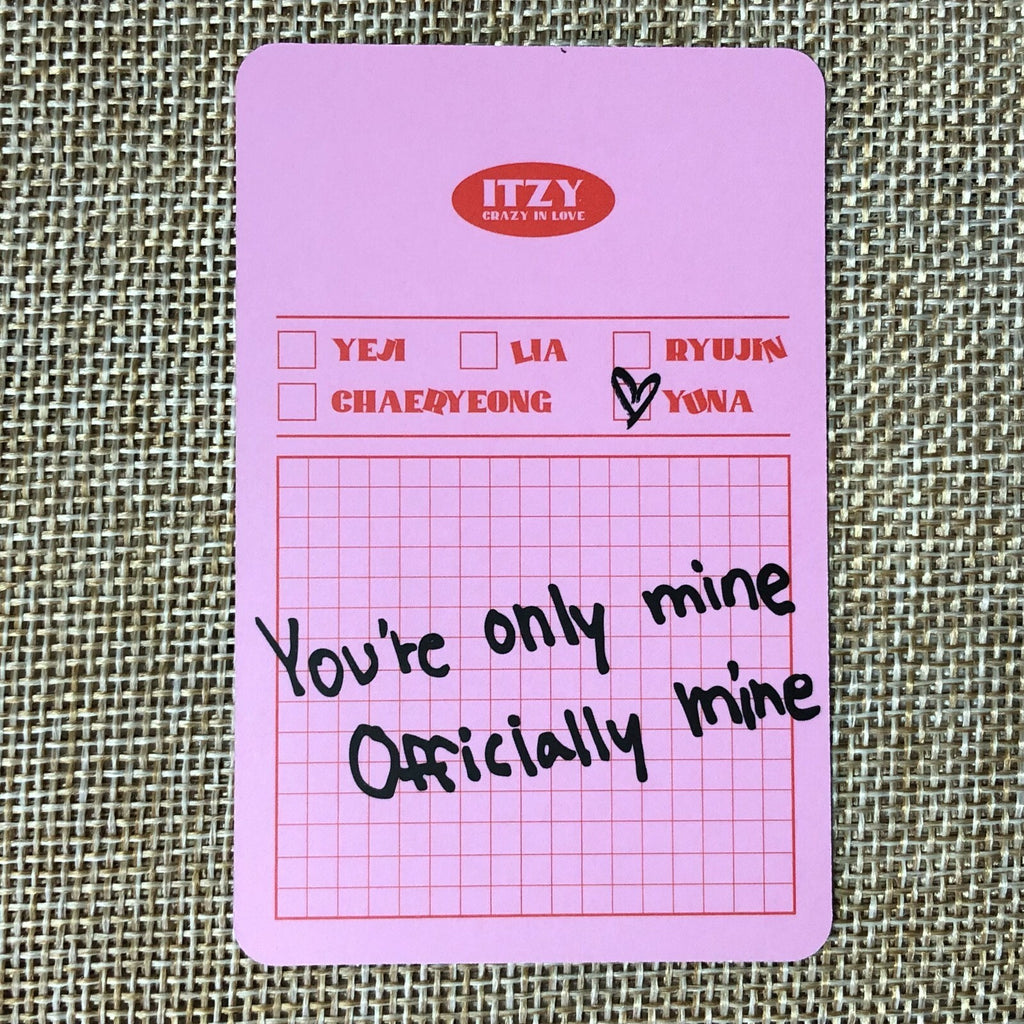 ITZY
CRAZY IN LOVE
YEJI LIA RYUJIN
CHAERYEONG YUNA
You're only mine
Officially mine